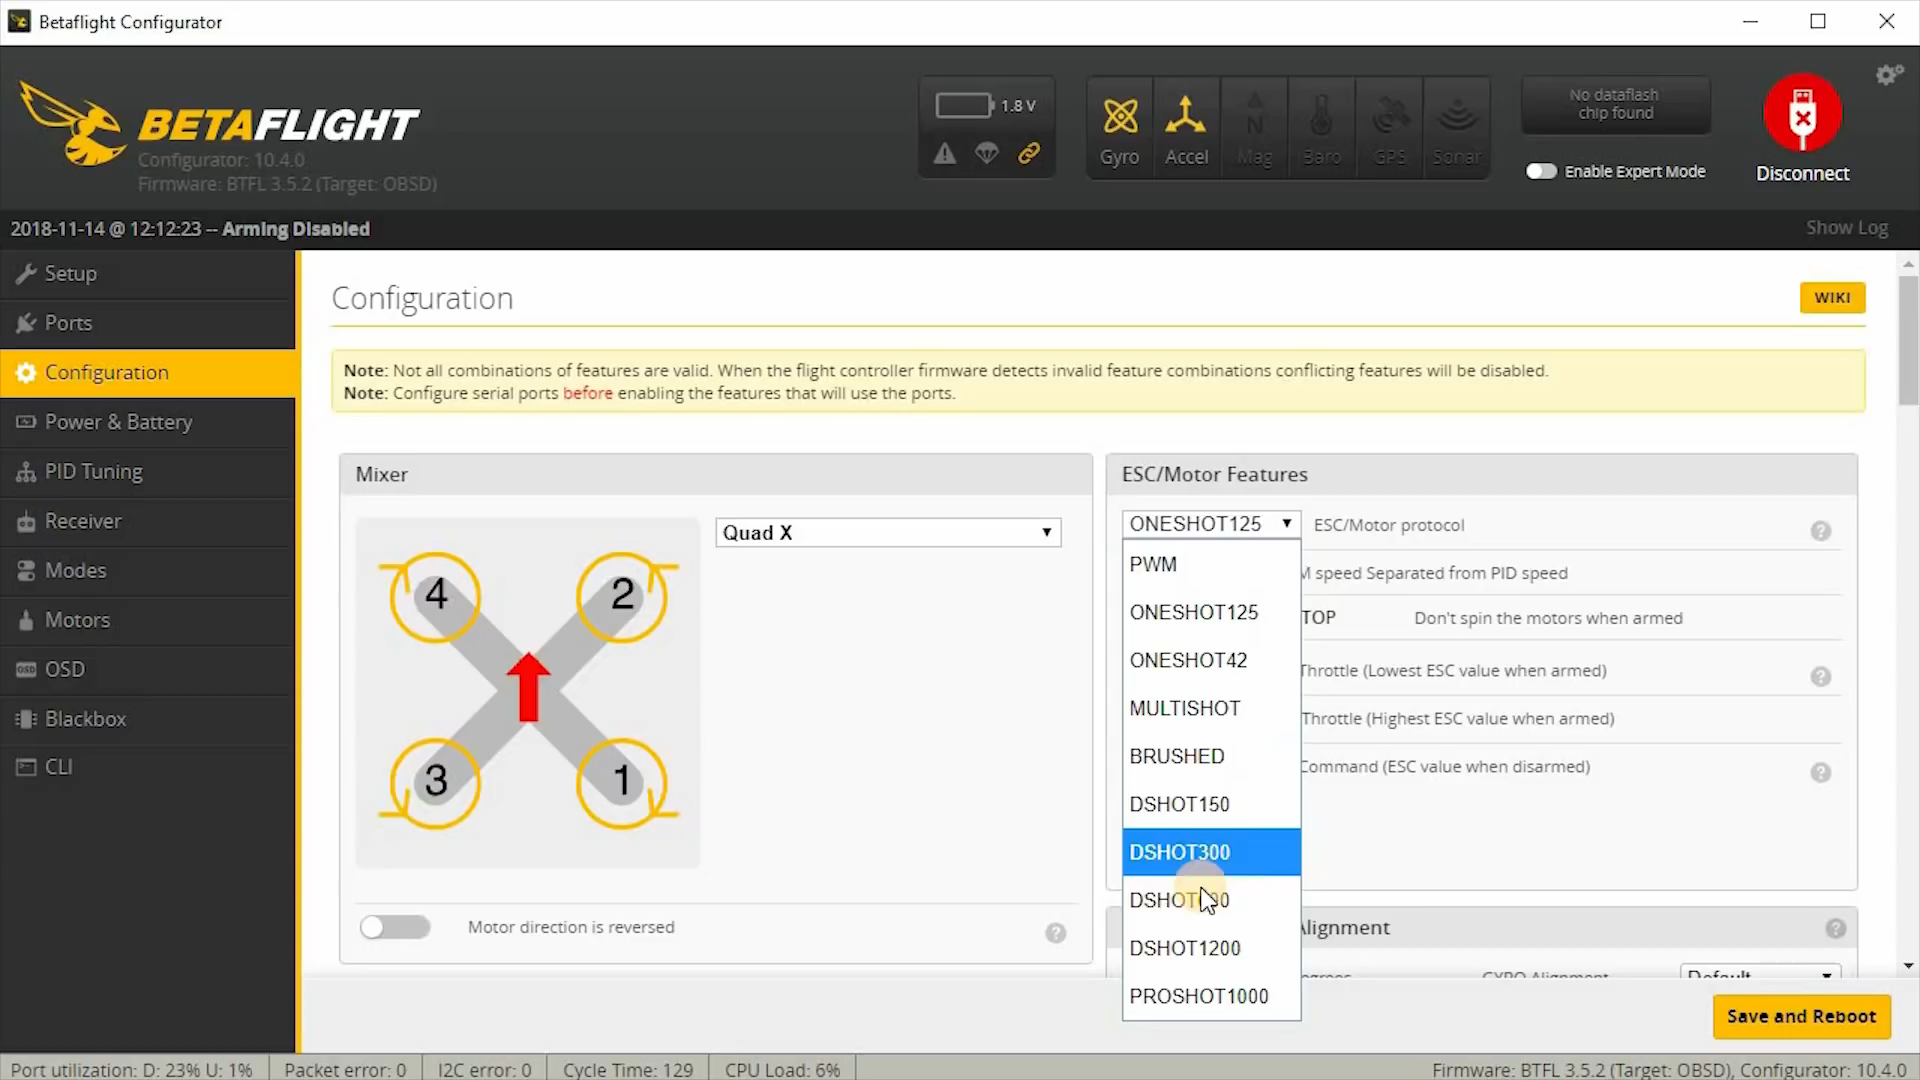 Betaflight Configurator
BETAFLIGHT
Configurator: 10.4.0
Firmware: BTFL 3.5.2 (Target: OBSD)
1.8 V
Gyro
Accel
Mag
Baro
GPS
Sonar
No dataflash
chip found
Enable Expert Mode
Disconnect
2018-11-14 @ 12:12:23 -- Arming Disabled
Show Log
Setup
Ports
Configuration
Power & Battery
PID Tuning
Receiver
Modes
Motors
OSD
Blackbox
CLI
Configuration
WIKI
Note: Not all combinations of features are valid. When the flight controller firmware detects invalid feature combinations conflicting features will be disabled.
Note: Configure serial ports before enabling the features that will use the ports.
Mixer
Quad X
4
2
3
1
Motor direction is reversed
ESC/Motor Features
ONESHOT125
ESC/Motor protocol
PWM
ONESHOT125
ONESHOT42
MULTISHOT
BRUSHED
DSHOT150
DSHOT300
DSHOT1200
PROSHOT1000
speed Separated from PID speed
TOP
Don't spin the motors when armed
Throttle (Lowest ESC value when armed)
Throttle (Highest ESC value when armed)
Command (ESC value when disarmed)
Alignment
GYRO Alignment
Default
Save and Reboot
Port utilization: D: 23% U: 1%
Packet error: 0
I2C error: 0
Cycle Time: 129
CPU Load: 6%
Firmware: BTFL 3.5.2 (Target: OBSD), Configurator: 10.4.0